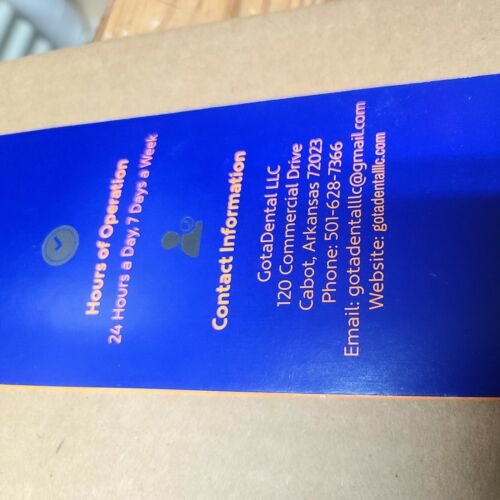 Hours of Operation
24 Hours a Day, 7 Days a Week
Contact Information
GotaDental LLC
120 Commercial Drive
Cabot, Arkansas 72023
Phone: 501-628-7366
Email: gotadentalllc@gmail.com
Website: gotadentalllc.com